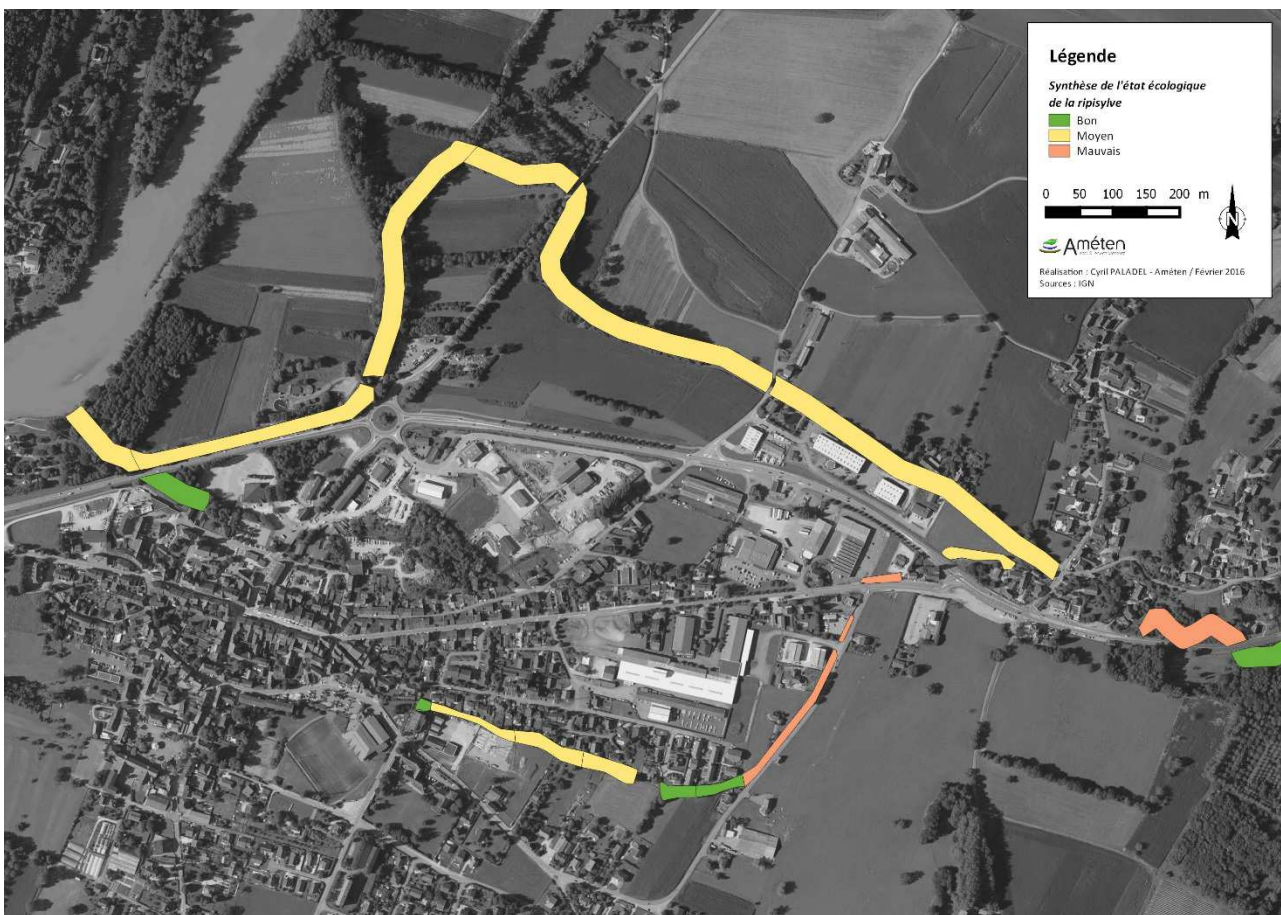 Légende
Synthèse de l'état écologique
de la ripisylve
Bon
Moyen
Mauvais
0 50 100 150 200 m
N
Améten
Réalisation : Cyril PALADEL - Améten / Février 2016
Sources : IGN